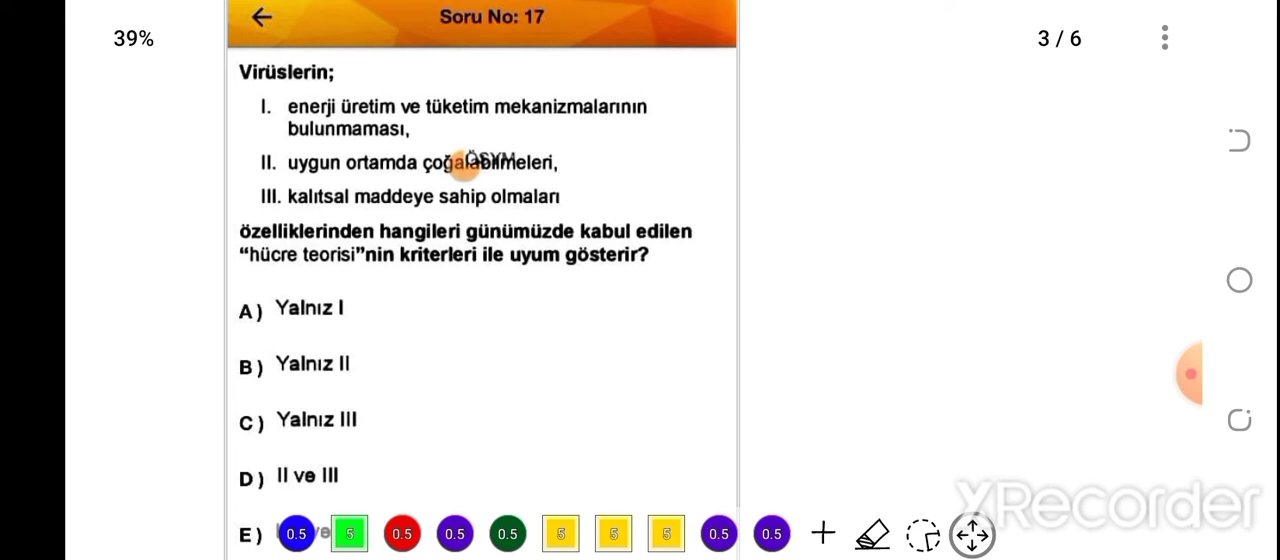 39%
Soru No: 17
3 / 6
Virüslerin;
I. enerji üretim ve tüketim mekanizmalarının
bulunmaması,
II. uygun ortamda çoğalabilmeleri,
ÖSYM
III. kalıtsal maddeye sahip olmaları
özelliklerinden hangileri günümüzde kabul edilen
“hücre teorisi”nin kriterleri ile uyum gösterir?
A) Yalnız I
B) Yalnız II
C) Yalnız III
D) II ve III
E) ve
0.5 5 0.5 0.5 0.5 5 5 5 0.5 0.5
XRecorder